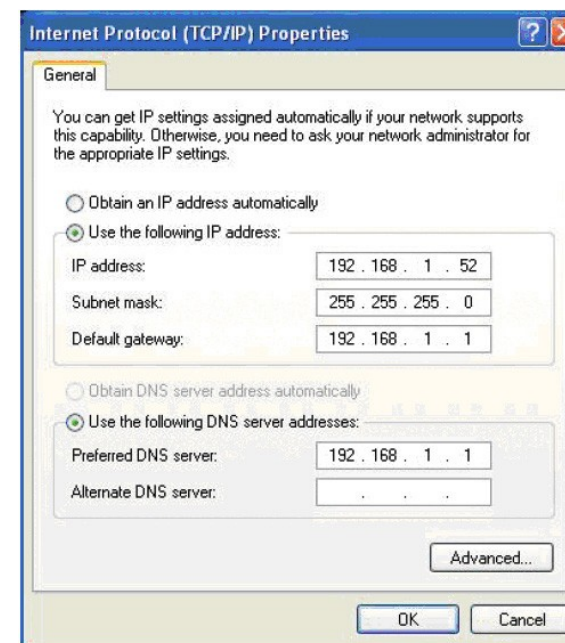 Internet Protocol (TCP/IP) Properties
General
You can get IP settings assigned automatically if your network supports
this capability. Otherwise, you need to ask your network administrator for
the appropriate IP settings.
Obtain an IP address automatically
Use the following IP address:
IP address: 192 . 168 . 1 . 52
Subnet mask: 255 . 255 . 255 . 0
Default gateway: 192 . 168 . 1 . 1
Obtain DNS server address automatically
Use the following DNS server addresses:
Preferred DNS server: 192 . 168 . 1 . 1
Alternate DNS server: . . .
Advanced...
OK Cancel